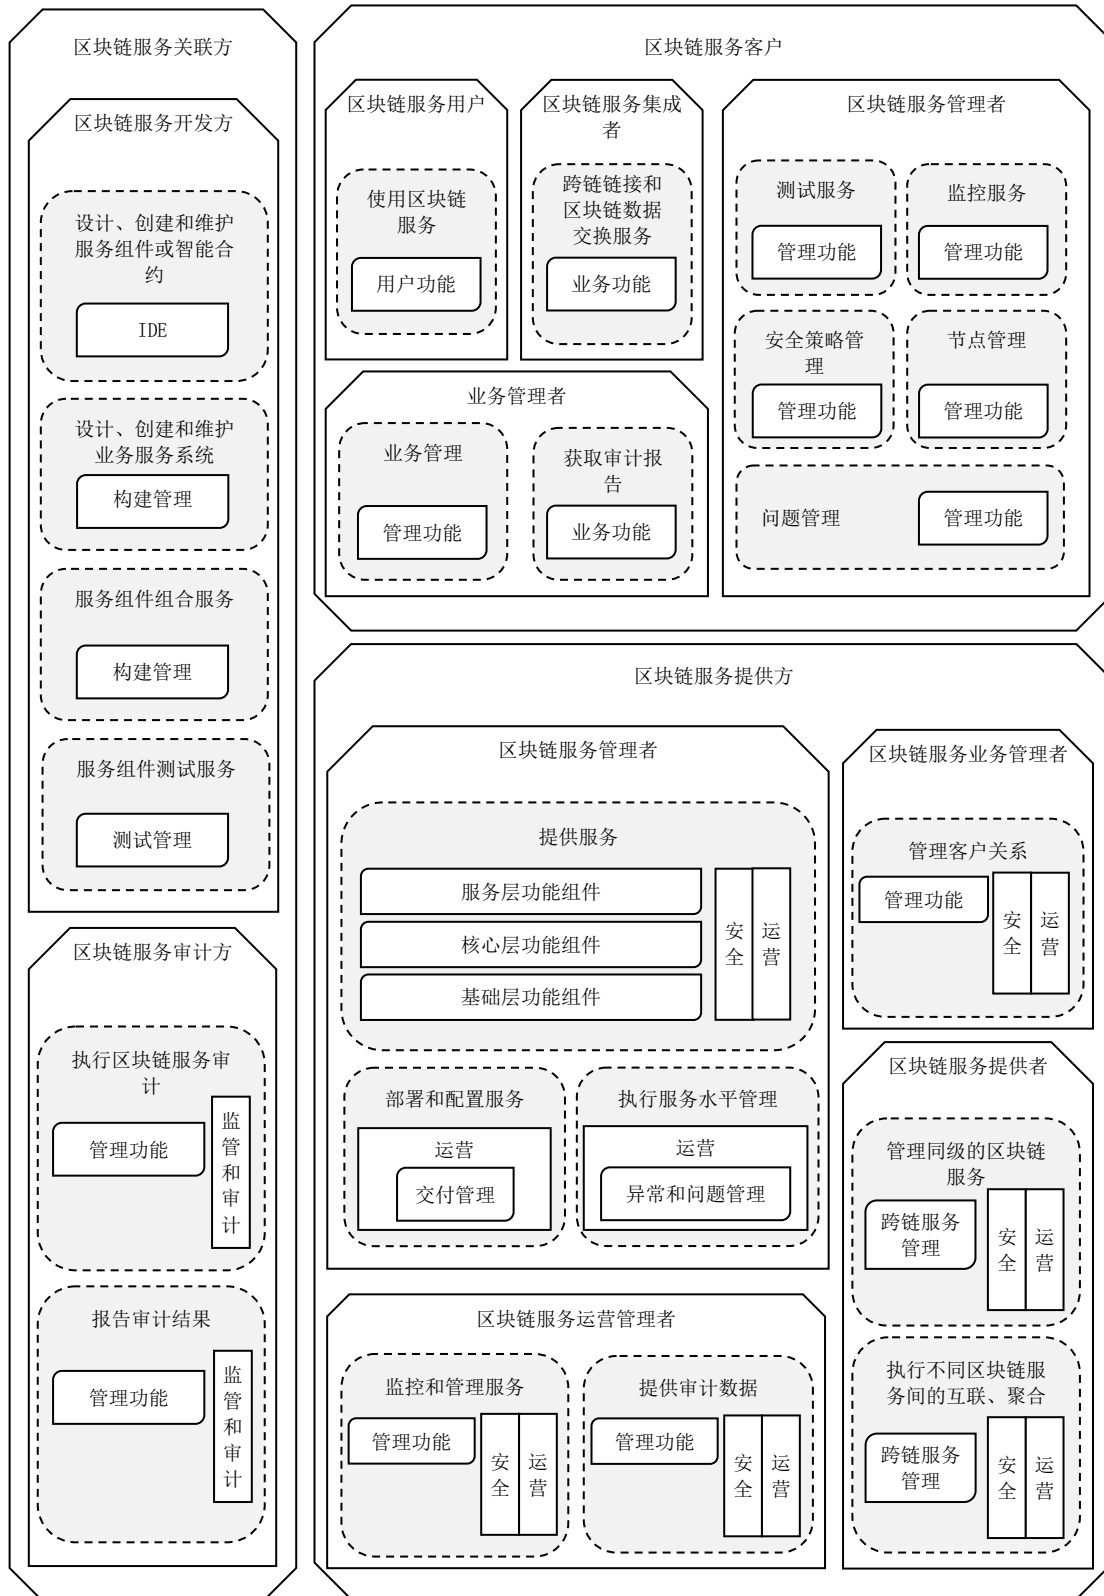 区块链服务关联方
区块链服务开发方
设计、创建和维护
服务组件或智能合
约
IDE
设计、创建和维护
业务服务系统
构建管理
服务组件组合服务
构建管理
服务组件测试服务
测试管理
区块链服务审计方
执行区块链服务审
计
管理功能
监管和审计
报告审计结果
管理功能
监管和审计
区块链服务客户
区块链服务用户
使用区块链
服务
用户功能
区块链服务集成
者
跨链链接和
区块链数据
交换服务
业务功能
区块链服务管理者
测试服务
管理功能
监控服务
管理功能
安全策略管
理
管理功能
节点管理
管理功能
问题管理
管理功能
业务管理者
业务管理
管理功能
获取审计报
告
业务功能
区块链服务提供方
区块链服务管理者
提供服务
服务层功能组件
核心层功能组件
基础层功能组件
安全
运营
部署和配置服务
运营
交付管理
执行服务水平管理
运营
异常和问题管理
区块链服务业务管理者
管理客户关系
管理功能
安全
运营
区块链服务提供者
管理同级的区块链
服务
跨链服务
管理
安全
运营
执行不同区块链服
务间的互联、聚合
跨链服务
管理
安全
运营
区块链服务运营管理者
监控和管理服务
管理功能
安全
运营
提供审计数据
管理功能
安全
运营